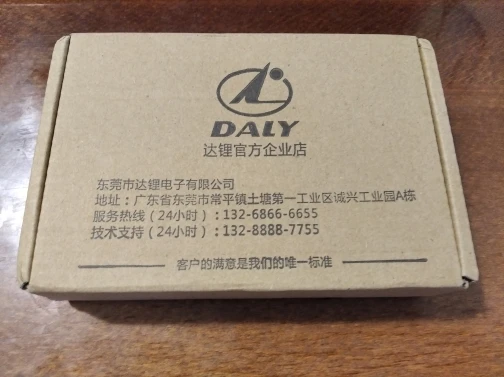 DALY
达锂官方企业店
东莞市达锂电子有限公司
地址：广东省东莞市常平镇土塘第一工业区诚兴工业园A栋
服务热线（24小时）：132-6866-6655
技术支持（24小时）：132-8888-7755
客户的满意是我们的唯一标准